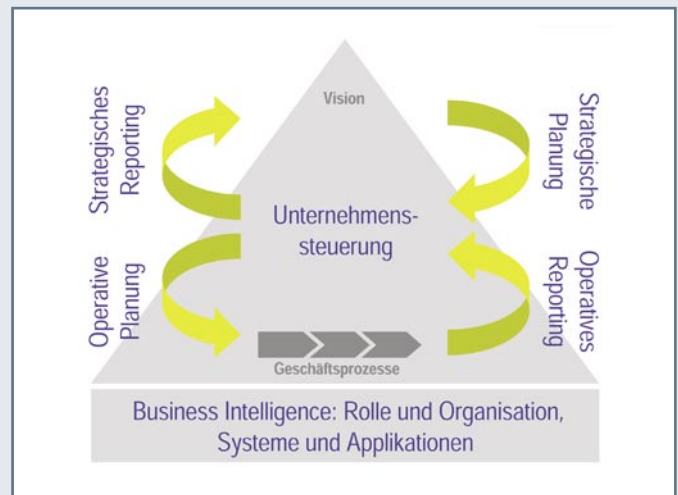 Vision
Strategisches
Reporting
Strategische
Planung
Unternehmens-
steuerung
Operative
Planung
Operatives
Reporting
Geschäftsprozesse
Business Intelligence: Rolle und Organisation,
Systeme und Applikationen